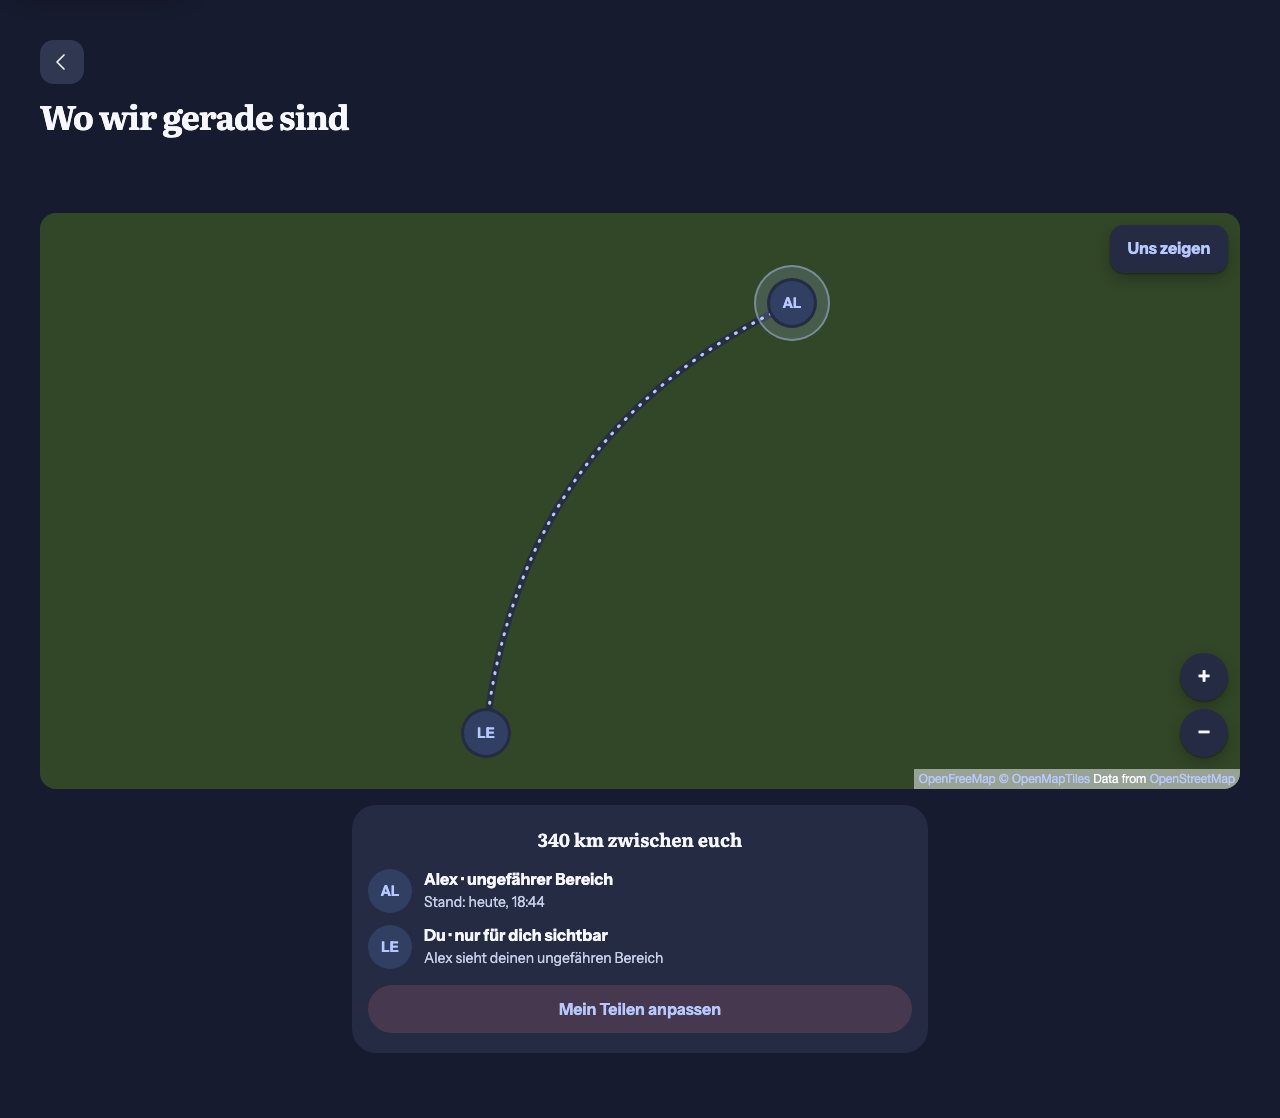 Wo wir gerade sind
Uns zeigen
AL
LE
+
−
OpenFreeMap © OpenMapTiles Data from OpenStreetMap
340 km zwischen euch
AL
Alex · ungefährer Bereich
Stand: heute, 18:44
LE
Du · nur für dich sichtbar
Alex sieht deinen ungefähren Bereich
Mein Teilen anpassen